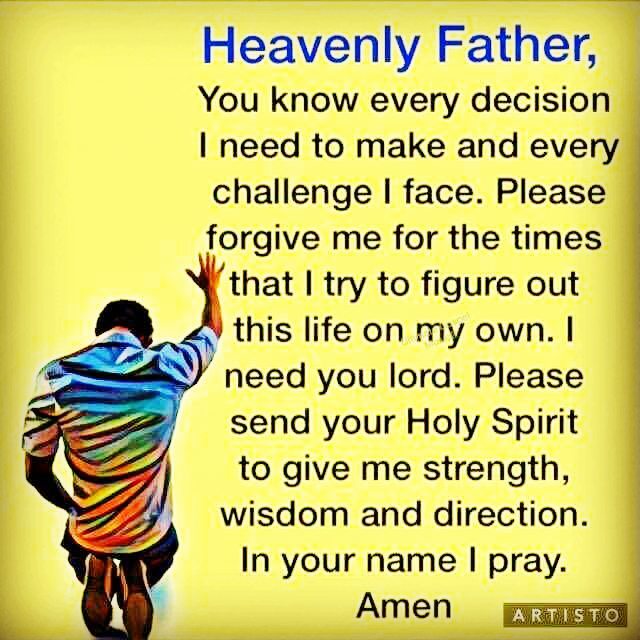 Heavenly Father,
You know every decision
I need to make and every
challenge I face. Please
forgive me for the times
that I try to figure out
this life on my own. I
need you lord. Please
send your Holy Spirit
to give me strength,
wisdom and direction.
In your name I pray.
Amen
ARTISTO